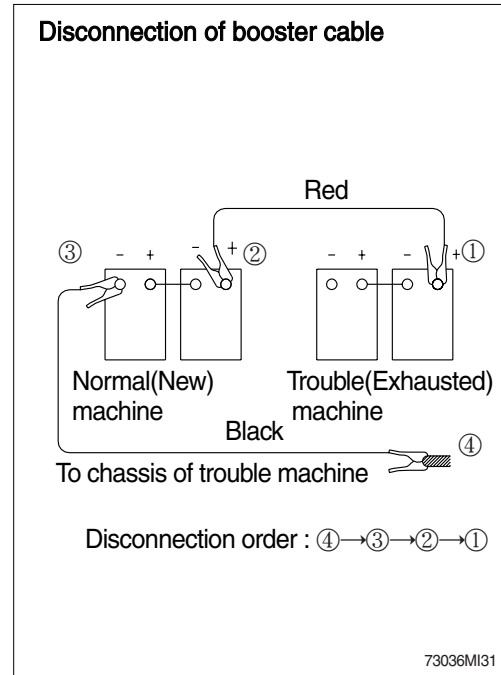 Disconnection of booster cable
Red
③ - + - + ② - + - + ①
Normal(New)
machine
Trouble(Exhausted)
machine
Black
④
To chassis of trouble machine
Disconnection order : ④→③→②→①
73036MI31